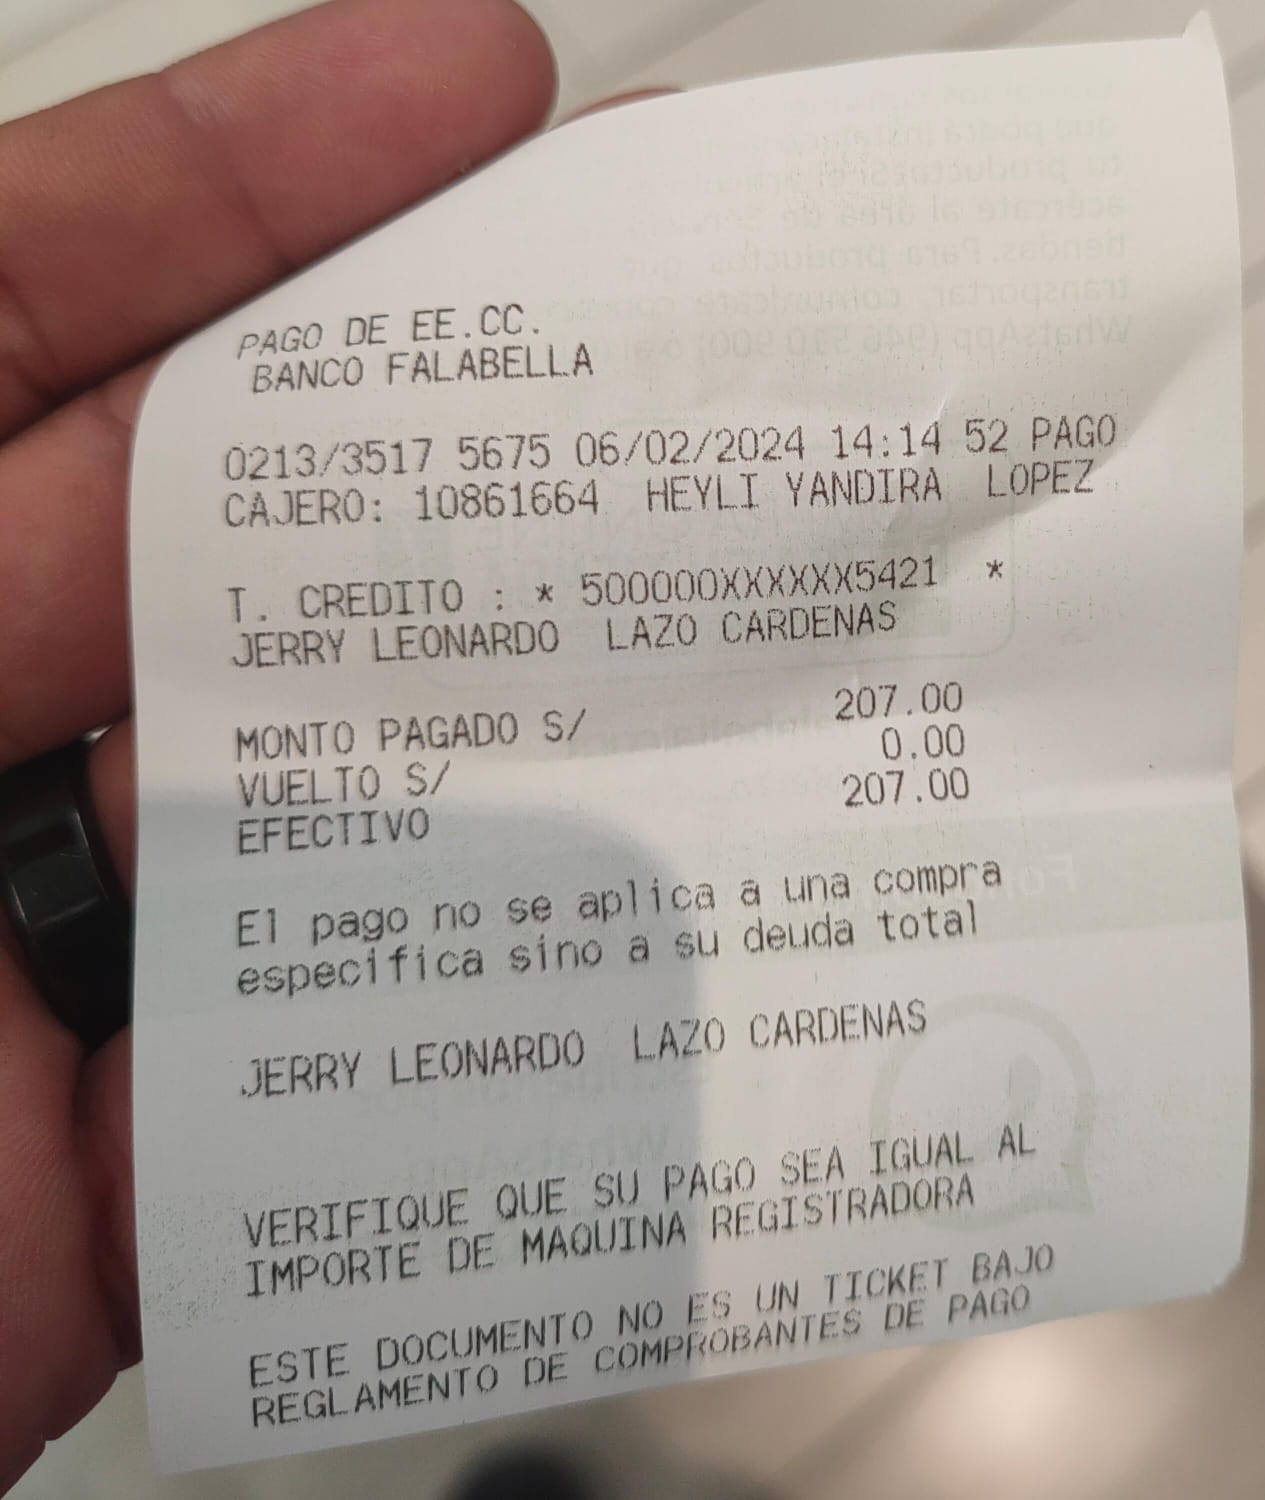 PAGO DE EE.CC.
BANCO FALABELLA
0213/3517 5675 06/02/2024 14:14 52 PAGO
CAJERO: 10861664 HEYLI YANDIRA LOPEZ
T. CREDITO : * 500000XXXXXX5421 *
JERRY LEONARDO LAZO CARDENAS
MONTO PAGADO S/ 207.00
VUELTO S/ 0.00
EFECTIVO 207.00
El pago no se aplica a una compra
especifica sino a su deuda total
JERRY LEONARDO LAZO CARDENAS
VERIFIQUE QUE SU PAGO SEA IGUAL AL
IMPORTE DE MAQUINA REGISTRADORA
ESTE DOCUMENTO NO ES UN TICKET BAJO
REGLAMENTO DE COMPROBANTES DE PAGO